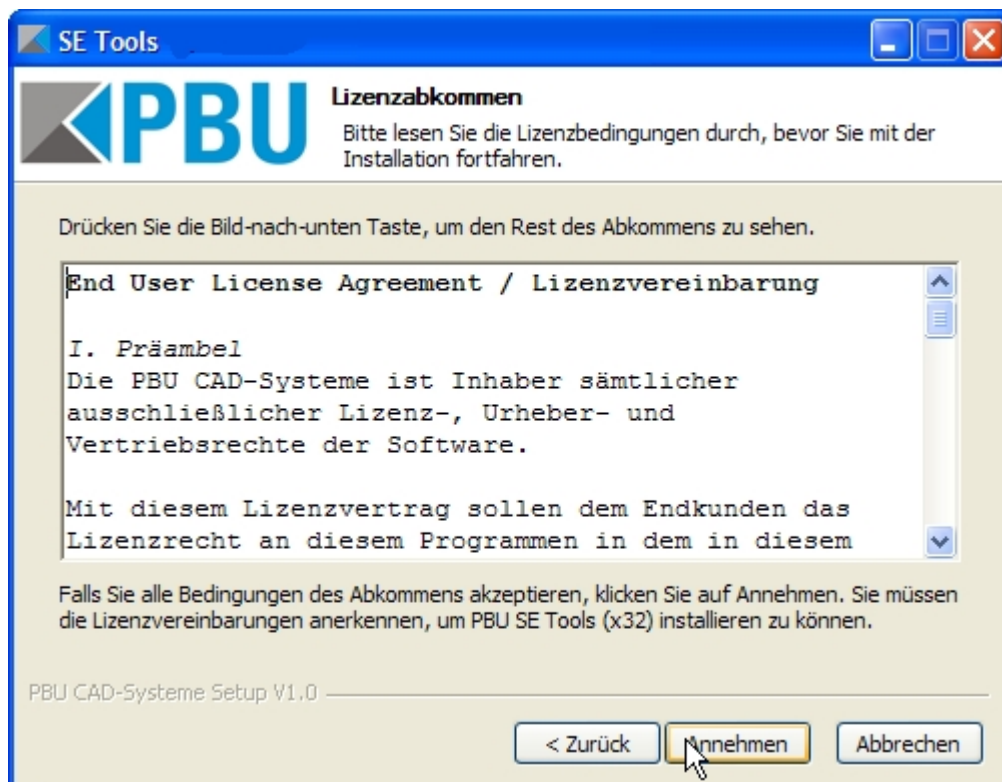 SE Tools
PBU
Lizenzabkommen
Bitte lesen Sie die Lizenzbedingungen durch, bevor Sie mit der
Installation fortfahren.
Drücken Sie die Bild-nach-unten Taste, um den Rest des Abkommens zu sehen.
End User License Agreement / Lizenzvereinbarung
I. Präambel
Die PBU CAD-Systeme ist Inhaber sämtlicher
ausschließlicher Lizenz-, Urheber- und
Vertriebsrechte der Software.
Mit diesem Lizenzvertrag sollen dem Endkunden das
Lizenzrecht an diesem Programmen in dem in diesem
Falls Sie alle Bedingungen des Abkommens akzeptieren, klicken Sie auf Annehmen. Sie müssen
die Lizenzvereinbarungen anerkennen, um PBU SE Tools (x32) installieren zu können.
PBU CAD-Systeme Setup V1.0
< Zurück Annehmen Abbrechen